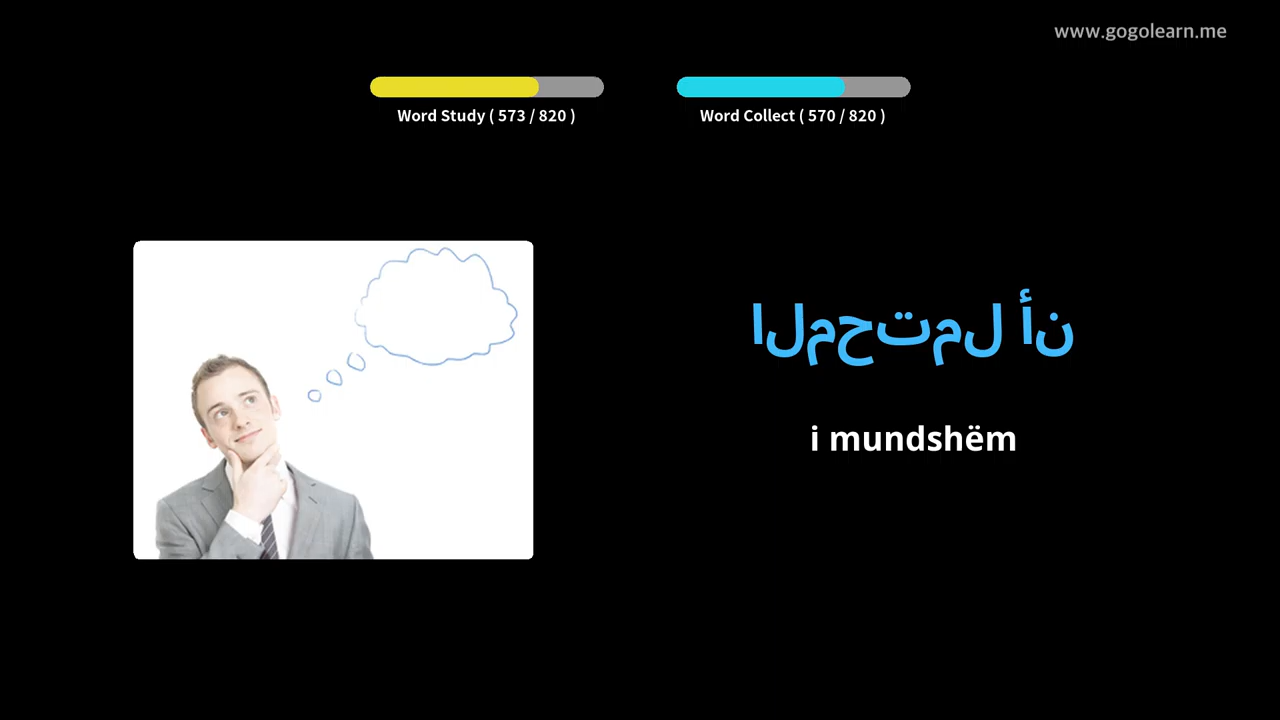 www.gogolearn.me
Word Study ( 573 / 820 )
Word Collect ( 570 / 820 )
المحتمل أن
i mundshëm